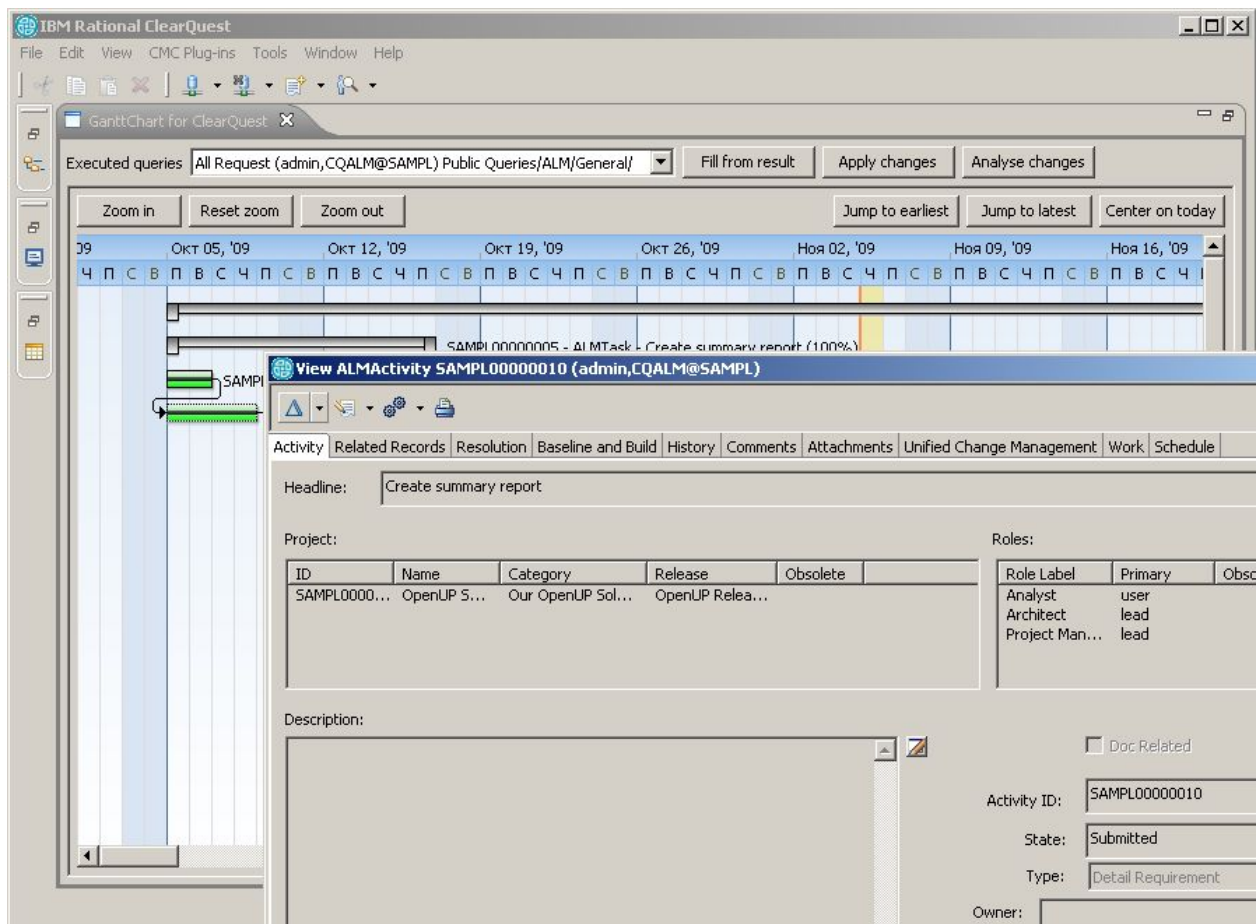 IBM Rational ClearQuest
File Edit View CMC Plug-ins Tools Window Help
GanttChart for ClearQuest
Executed queries All Request (admin,CQALM@SAMPL) Public Queries/ALM/General/ Fill from result Apply changes Analyse changes
Zoom in Reset zoom Zoom out Jump to earliest Jump to latest Center on today
09 Окт 05, '09 Окт 12, '09 Окт 19, '09 Окт 26, '09 Ноя 02, '09 Ноя 09, '09 Ноя 16, '09
Ч П С В П В С Ч П С В П В С Ч П С В П В С Ч П С В П В С Ч П С В П В С Ч П С В П В С Ч П С В П В С Ч
SAMPL00000005 - ALMTask - Create summary report (100%)
SAMPL
View ALMActivity SAMPL00000010 (admin,CQALM@SAMPL)
Activity Related Records Resolution Baseline and Build History Comments Attachments Unified Change Management Work Schedule
Headline: Create summary report
Project: Roles:
ID Name Category Release Obsolete Role Label Primary Obsc
SAMPL0000... OpenUP S... Our OpenUP Sol... OpenUP Relea... Analyst user
Architect lead
Project Man... lead
Description:
Doc Related
Activity ID: SAMPL00000010
State: Submitted
Type: Detail Requirement
Owner: